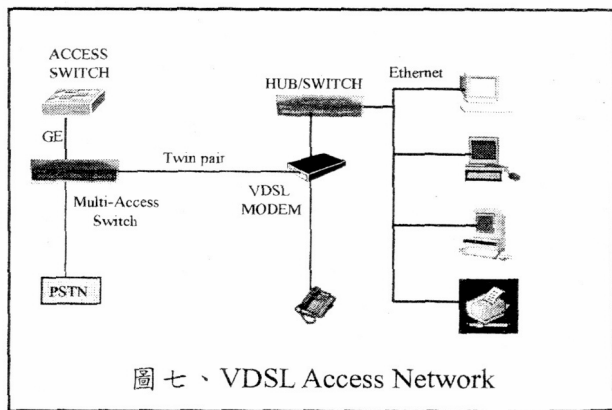 ACCESS
SWITCH
HUB/SWITCH
Ethernet
GE
Twin pair
Multi-Access
Switch
VDSL
MODEM
PSTN
圖七、VDSL Access Network